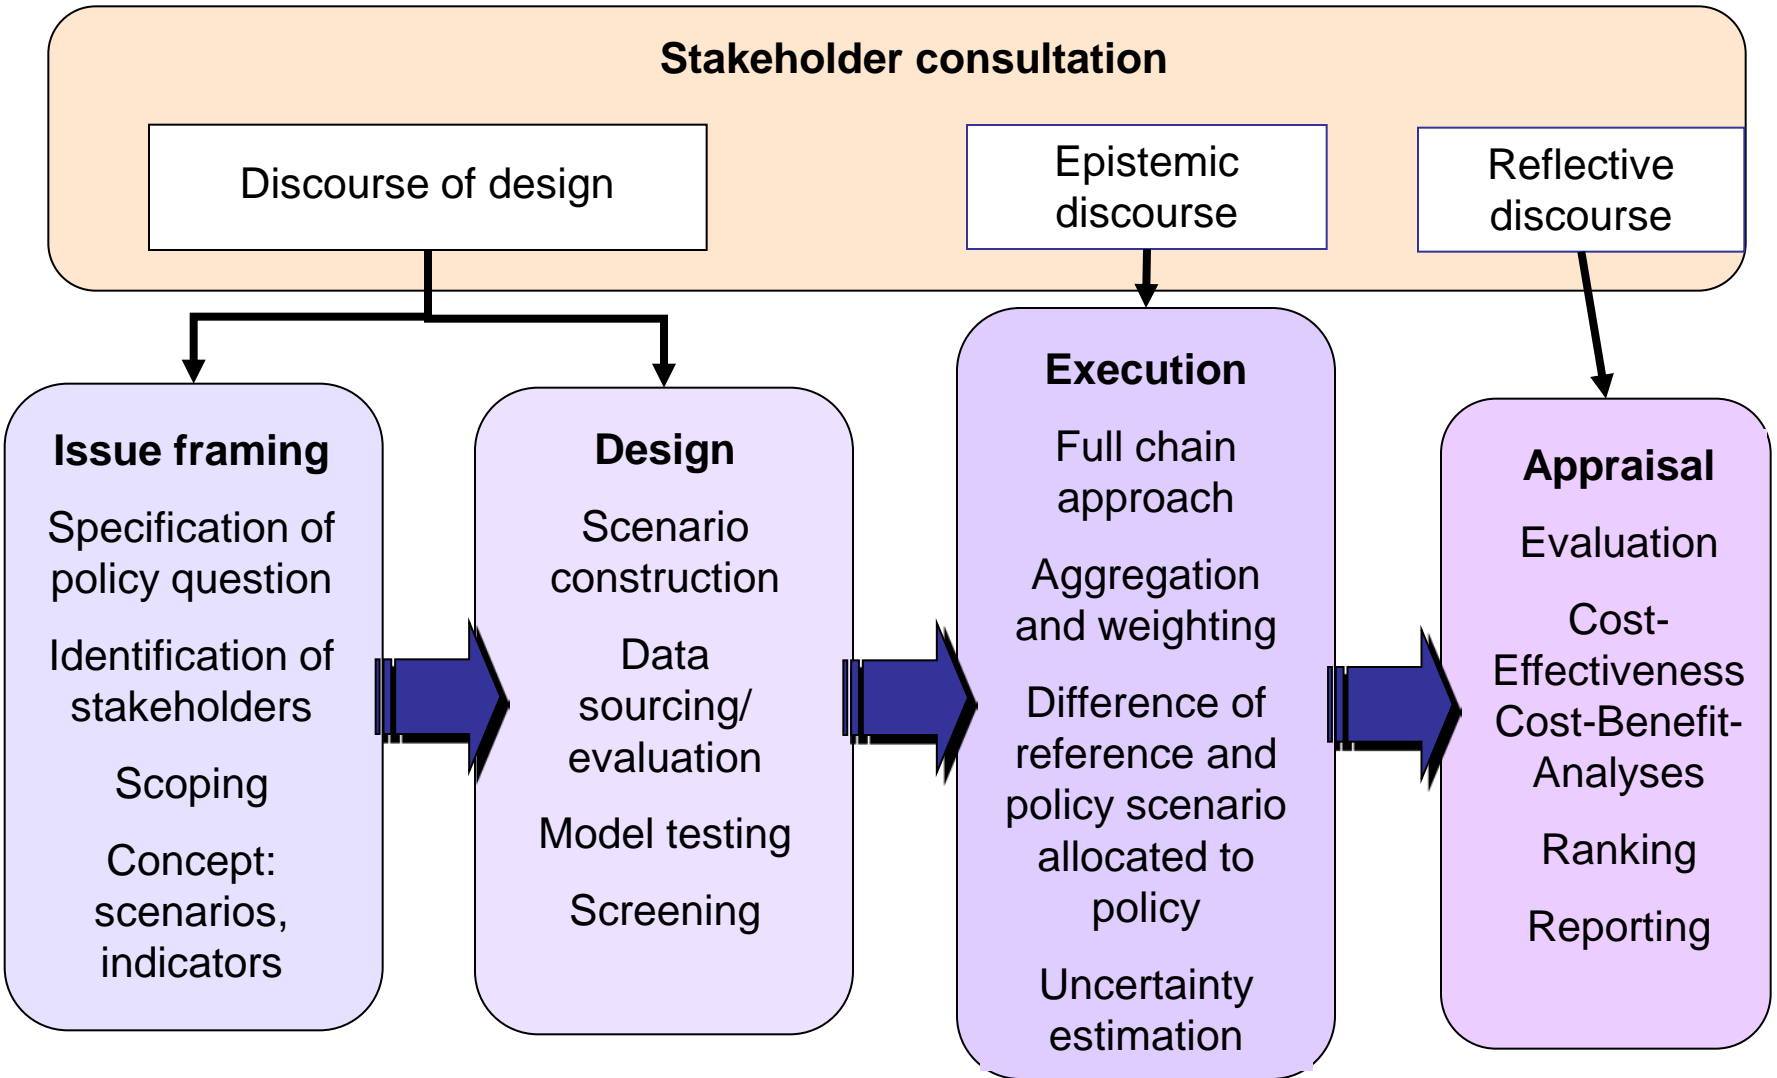 Stakeholder consultation
Discourse of design
Epistemic
discourse
Reflective
discourse
Issue framing
Specification of
policy question
Identification of
stakeholders
Scoping
Concept:
scenarios,
indicators
Design
Scenario
construction
Data
sourcing/
evaluation
Model testing
Screening
Execution
Full chain
approach
Aggregation
and weighting
Difference of
reference and
policy scenario
allocated to
policy
Uncertainty
estimation
Appraisal
Evaluation
Cost-
Effectiveness
Cost-Benefit-
Analyses
Ranking
Reporting